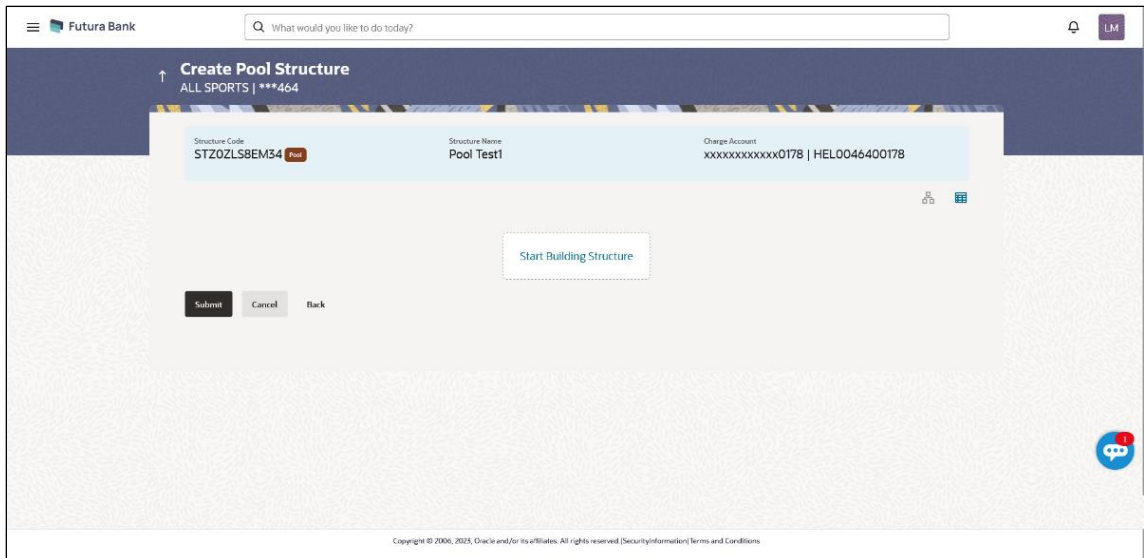 Futura Bank
What would you like to do today?
LM
Create Pool Structure
ALL SPORTS | ***464
Structure Code
STZ0ZLS8EM34 Pool
Structure Name
Pool Test1
Charge Account
xxxxxxxxxxxx0178 | HEL0046400178
Start Building Structure
Submit Cancel Back
1
Copyright © 2006, 2023, Oracle and/or its affiliates. All rights reserved.|SecurityInformation|Terms and Conditions